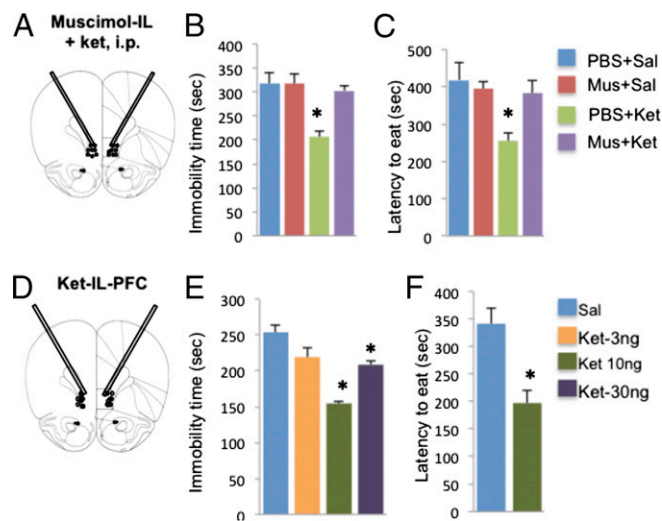 A
Muscimol-IL
+ ket, i.p.
B
Immobility time (sec)
400
350
300
250
200
150
100
50
0
*
C
Latency to eat (sec)
500
400
300
200
100
0
*
PBS+Sal
Mus+Sal
PBS+Ket
Mus+Ket
D
Ket-IL-PFC
E
Immobility time (sec)
300
250
200
150
100
50
0
*
*
F
Latency to eat (sec)
400
350
300
250
200
150
100
50
0
*
Sal
Ket-3ng
Ket 10ng
Ket-30ng